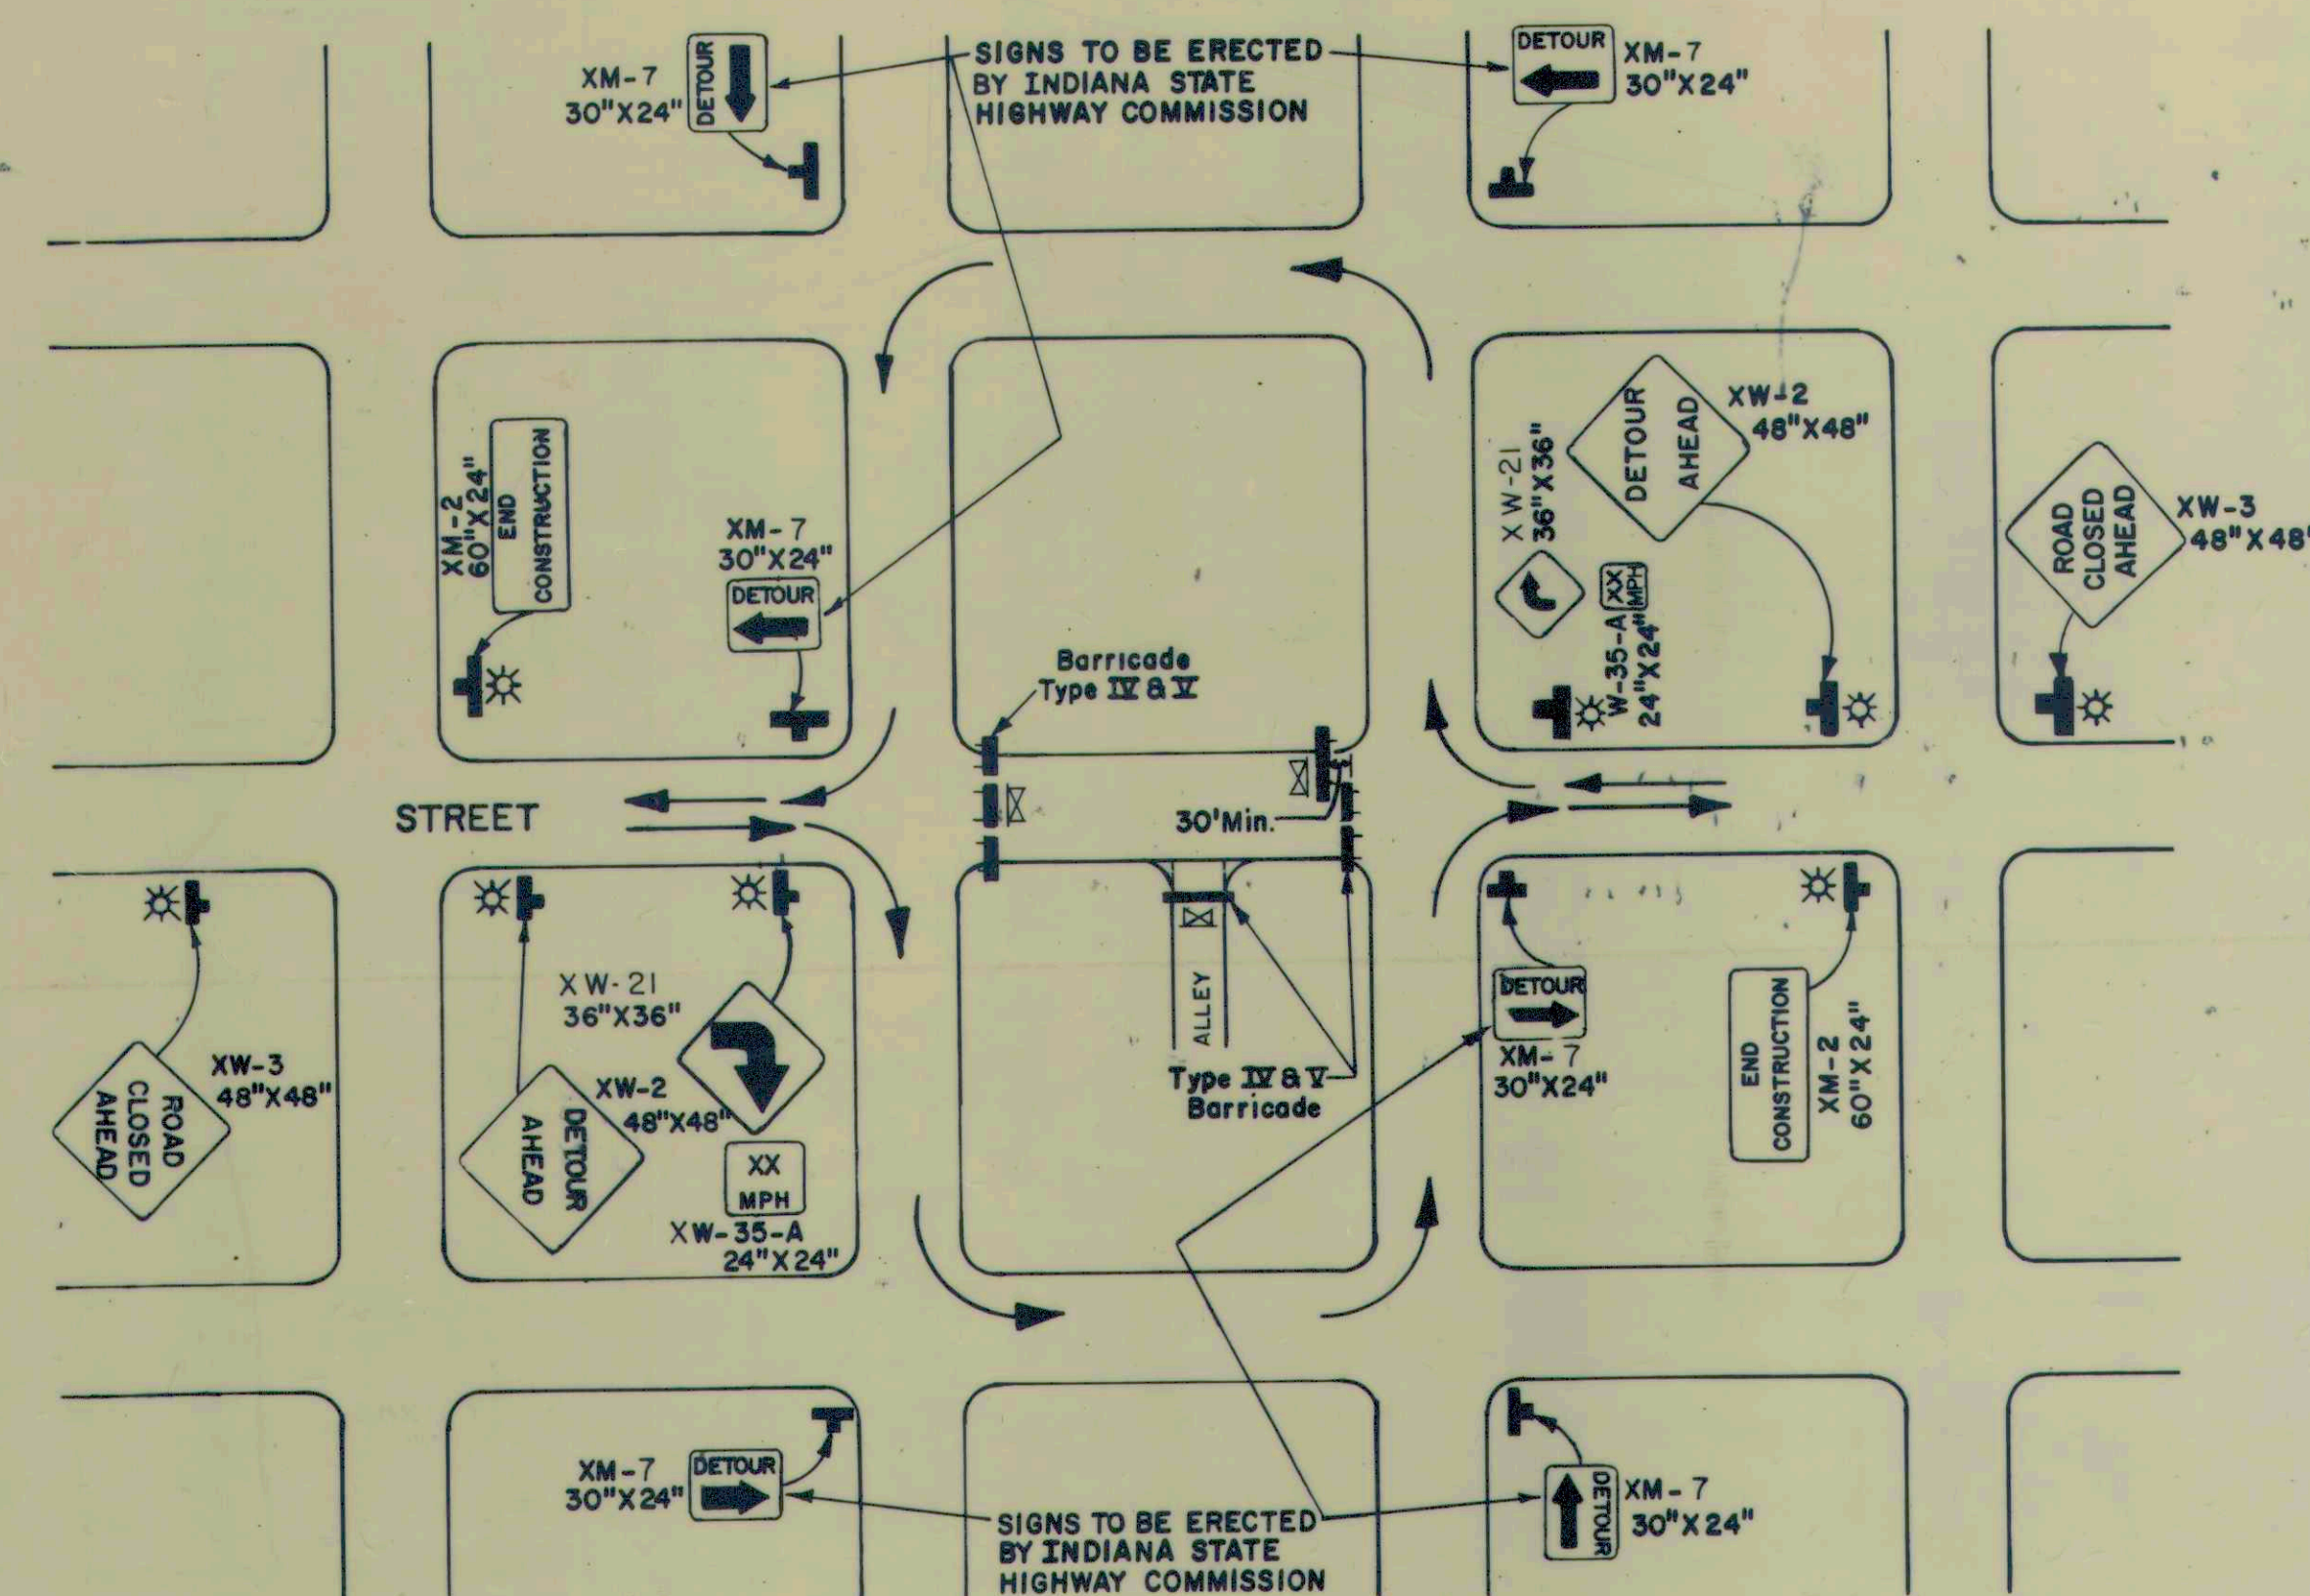 DETOUR
XM-7
30"X24"
SIGNS TO BE ERECTED
BY INDIANA STATE
HIGHWAY COMMISSION
DETOUR
XM-7
30"X24"
XM-2
60"X24"
END
CONSTRUCTION
XM-7
30"X24"
DETOUR
Barricade
Type IV & V
30'Min.
XW-21
36"X36"
DETOUR
AHEAD
XW-2
48"X48"
XX
MPH
W-35-A
24"X24"
ROAD
CLOSED
AHEAD
XW-3
48"X48"
STREET
ROAD
CLOSED
AHEAD
XW-3
48"X48"
XW-21
36"X36"
DETOUR
AHEAD
XW-2
48"X48"
XX
MPH
XW-35-A
24"X24"
ALLEY
Type IV & V
Barricade
DETOUR
XM-7
30"X24"
END
CONSTRUCTION
XM-2
60"X24"
XM-7
30"X24"
DETOUR
SIGNS TO BE ERECTED
BY INDIANA STATE
HIGHWAY COMMISSION
DETOUR
XM-7
30"X24"